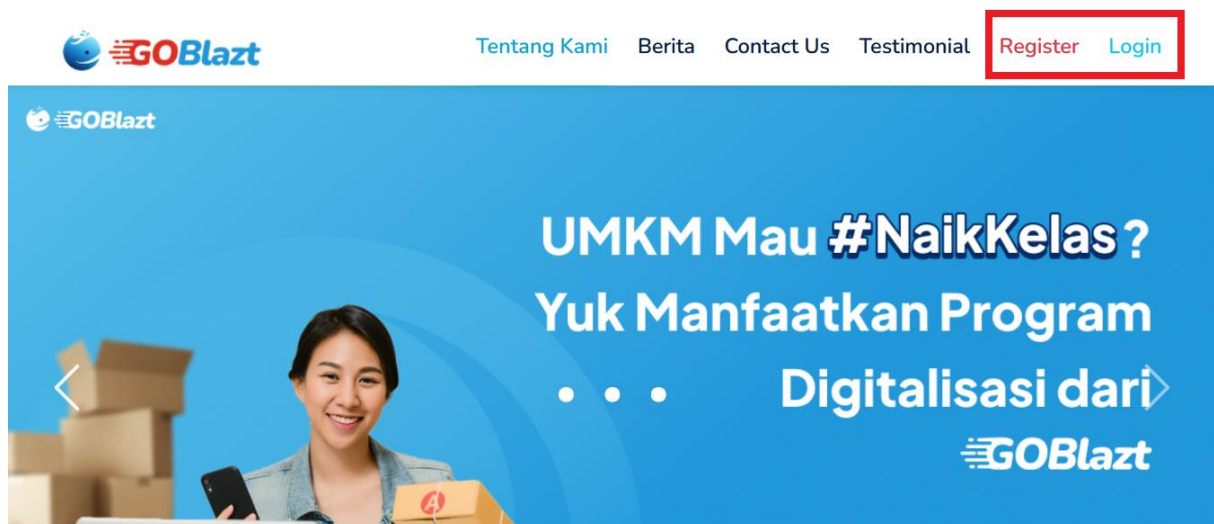 GOBlazt
Tentang Kami Berita Contact Us Testimonial Register Login
GOBlazt
UMKM Mau #NaikKelas?
Yuk Manfaatkan Program
Digitalisasi dari
GOBlazt
A